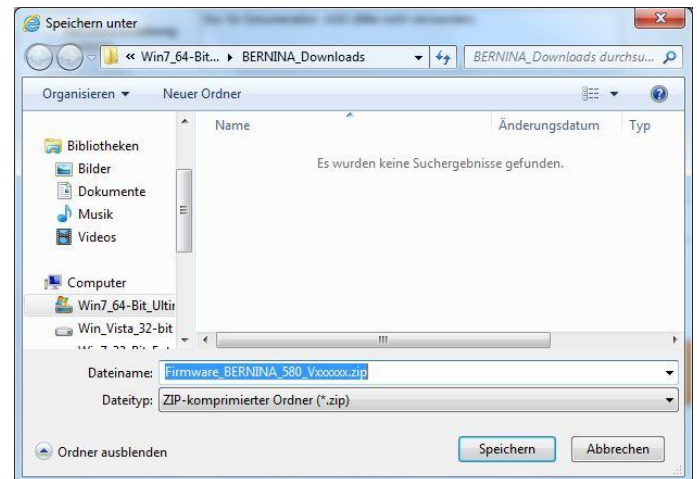 Speichern unter
« Win7_64-Bit... ▸ BERNINA_Downloads
BERNINA_Downloads durchsu...
Organisieren
Neuer Ordner
Name
Änderungsdatum
Typ
Es wurden keine Suchergebnisse gefunden.
Bibliotheken
Bilder
Dokumente
Musik
Videos
Computer
Win7_64-Bit_Ultir
Win_Vista_32-bit
Dateiname: Firmware_BERNINA_580_Vxxxxxx.zip
Dateityp: ZIP-komprimierter Ordner (*.zip)
Ordner ausblenden
Speichern
Abbrechen